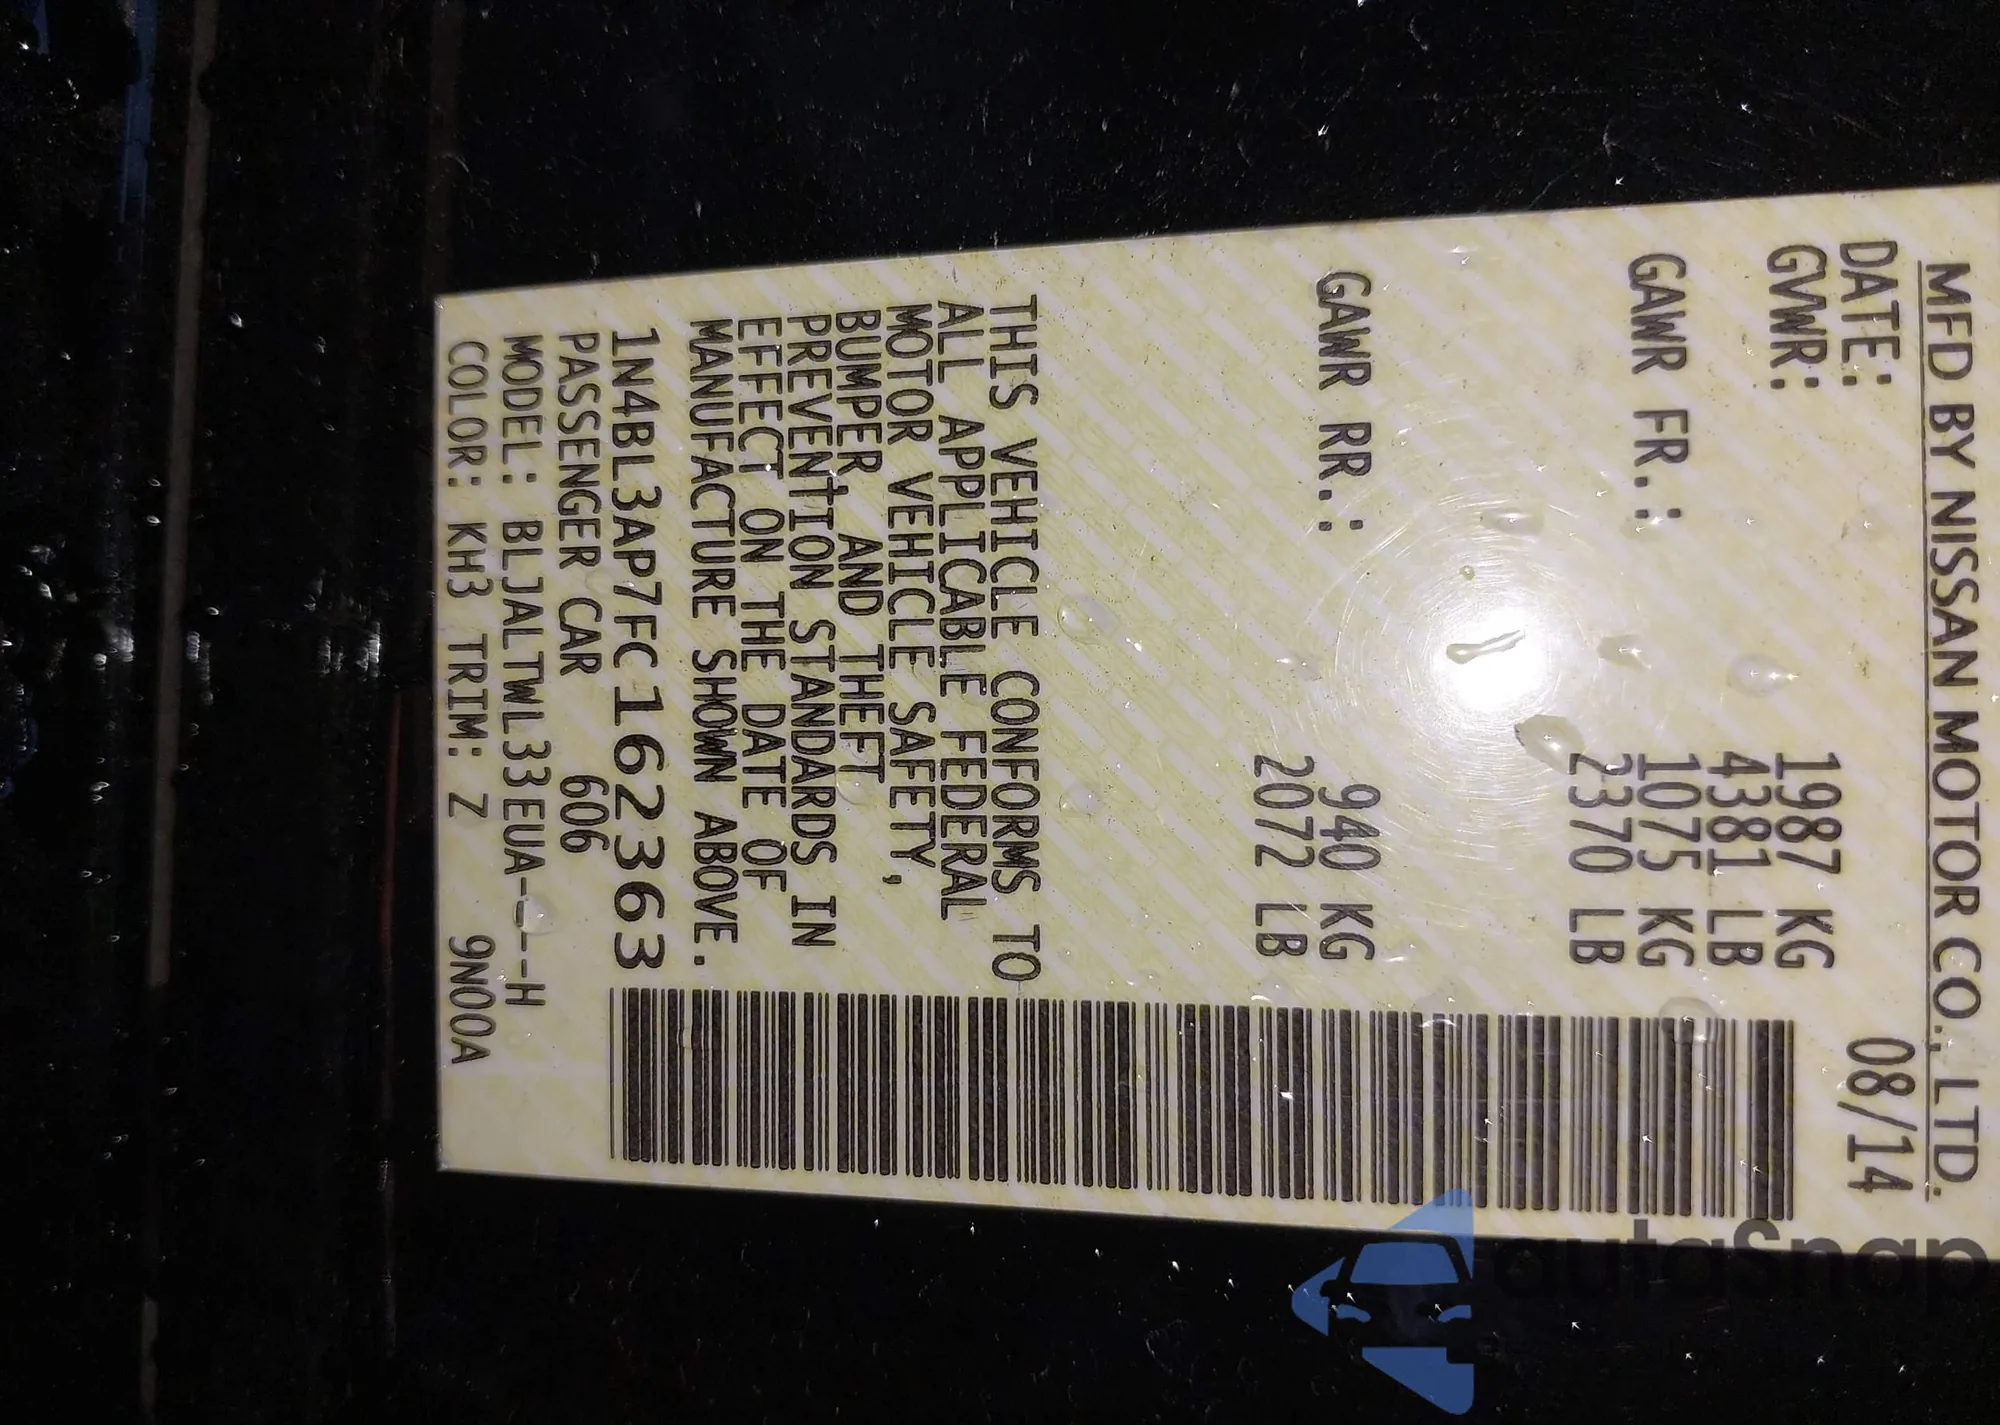 MFD BY NISSAN MOTOR CO., LTD.
DATE: 08/14
GVWR: 1987 KG
4381 LB
GAWR FR.: 1075 KG
2370 LB
GAWR RR.: 940 KG
2072 LB
THIS VEHICLE CONFORMS TO
ALL APPLICABLE FEDERAL
MOTOR VEHICLE SAFETY,
BUMPER, AND THEFT
PREVENTION STANDARDS IN
EFFECT ON THE DATE OF
MANUFACTURE SHOWN ABOVE.
1N4BL3AP7FC162363
PASSENGER CAR 606
MODEL: BLJALTWL33EUA----H
COLOR: KH3 TRIM: Z 9N00A
autoSnap